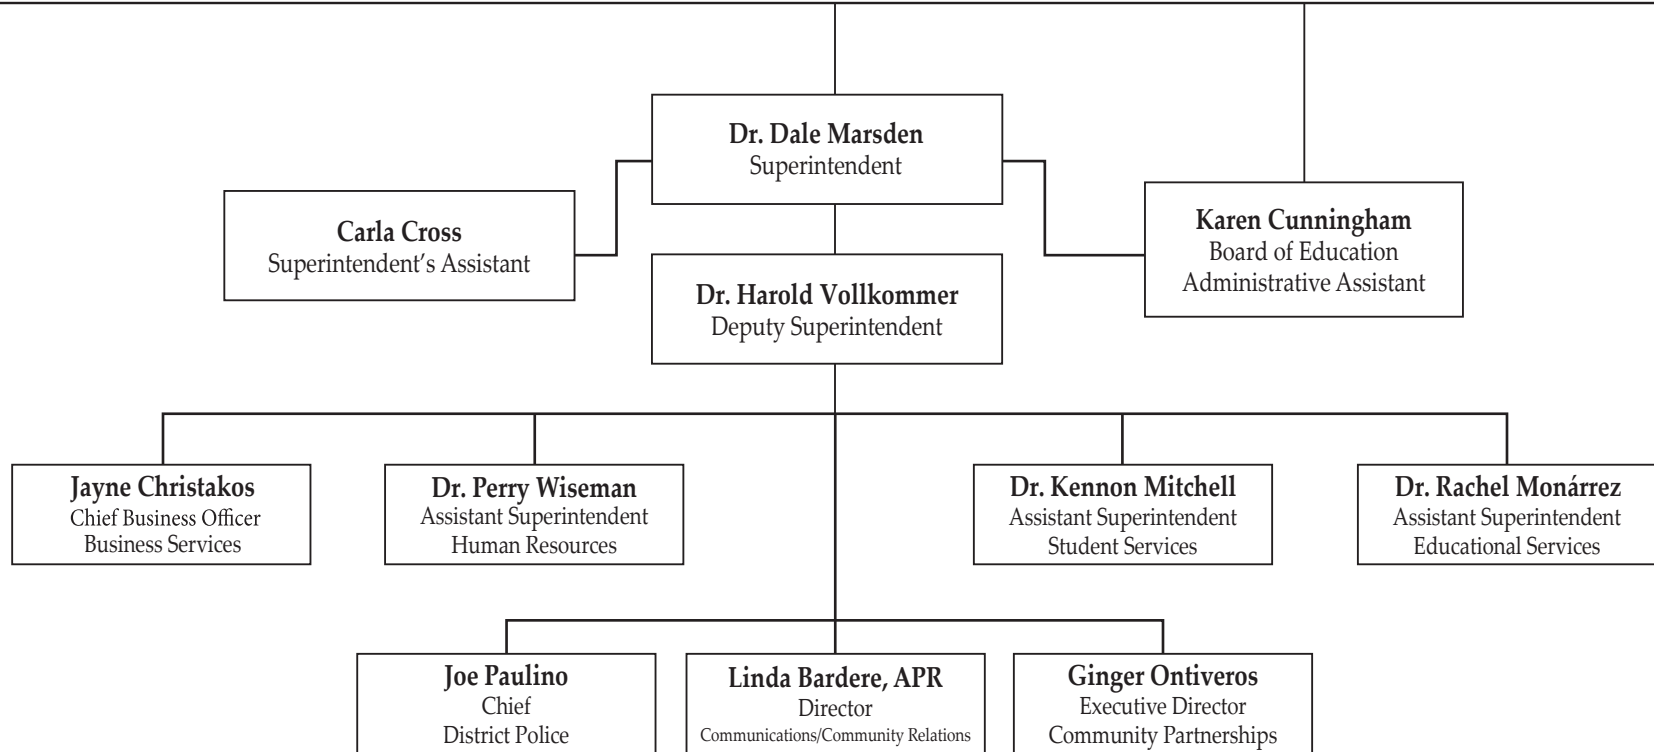 Dr. Dale Marsden
Superintendent
Carla Cross
Superintendent’s Assistant
Karen Cunningham
Board of Education
Administrative Assistant
Dr. Harold Vollkommer
Deputy Superintendent
Jayne Christakos
Chief Business Officer
Business Services
Dr. Perry Wiseman
Assistant Superintendent
Human Resources
Dr. Kennon Mitchell
Assistant Superintendent
Student Services
Dr. Rachel Monárrez
Assistant Superintendent
Educational Services
Joe Paulino
Chief
District Police
Linda Bardere, APR
Director
Communications/Community Relations
Ginger Ontiveros
Executive Director
Community Partnerships